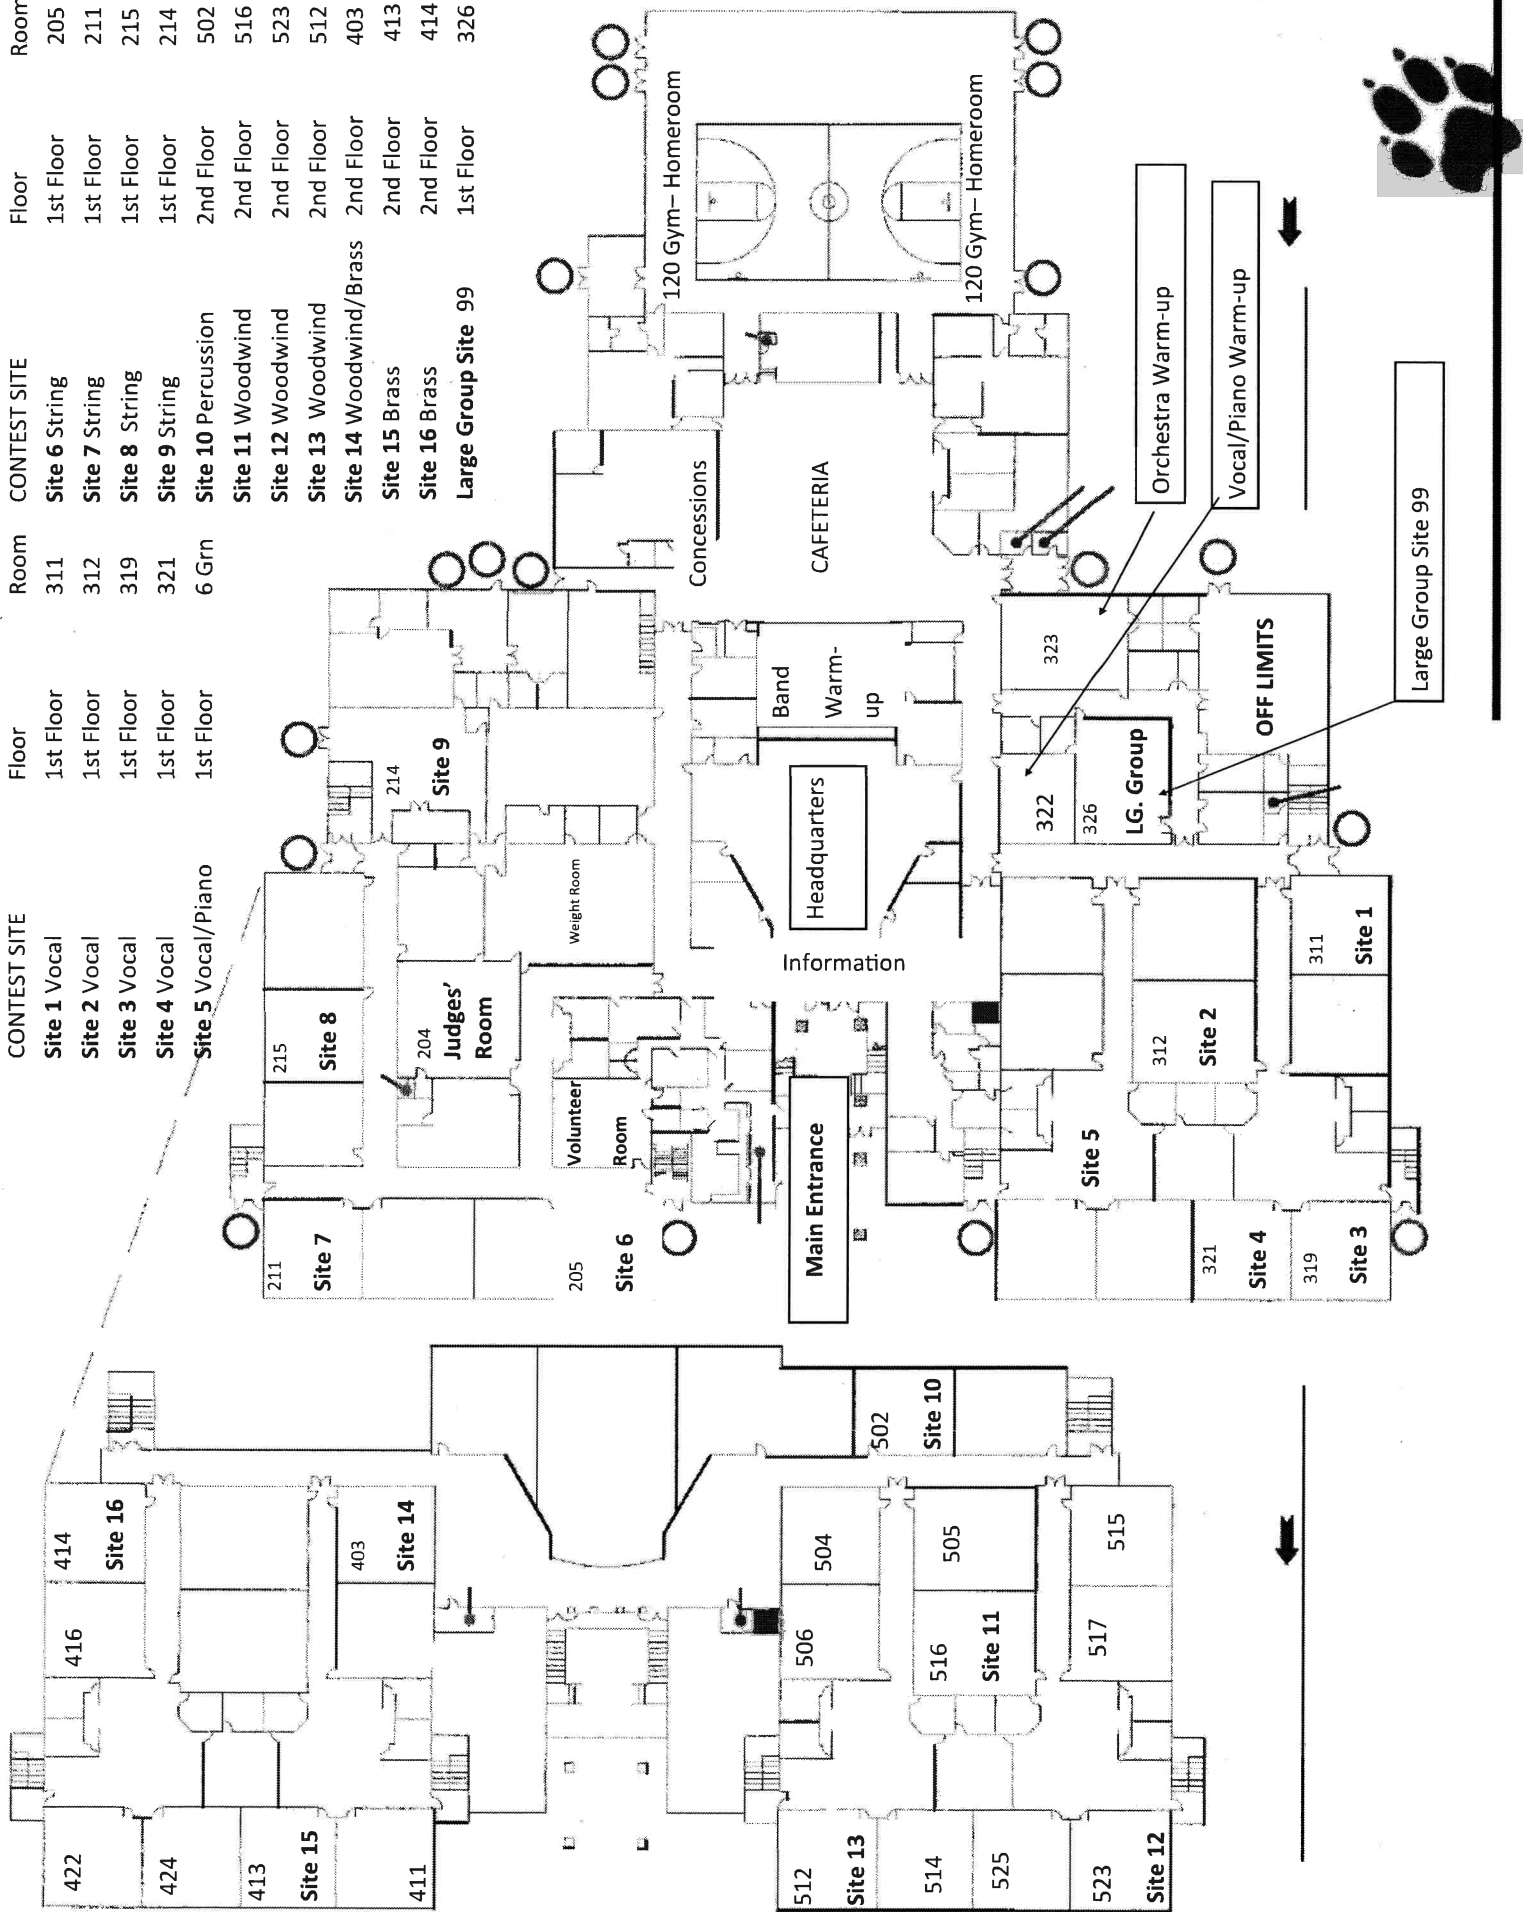 CONTEST SITE Floor Room CONTEST SITE Floor Room
Site 1 Vocal 1st Floor 311 Site 6 String 1st Floor 205
Site 2 Vocal 1st Floor 312 Site 7 String 1st Floor 211
Site 3 Vocal 1st Floor 319 Site 8 String 1st Floor 215
Site 4 Vocal 1st Floor 321 Site 9 String 1st Floor 214
Site 5 Vocal/Piano 1st Floor 6 Grn Site 10 Percussion 2nd Floor 502
Site 11 Woodwind 2nd Floor 516
Site 12 Woodwind 2nd Floor 523
Site 13 Woodwind 2nd Floor 512
Site 14 Woodwind/Brass 2nd Floor 403
Site 15 Brass 2nd Floor 413
Site 16 Brass 2nd Floor 414
Large Group Site 99 1st Floor 326
422
416
414
Site 16
424
413
Site 15
411
403
Site 14
211
Site 7
215
Site 8
214
Site 9
204
Judges'
Room
Weight Room
Volunteer
Room
205
Site 6
120 Gym– Homeroom
Concessions
CAFETERIA
Band
Warm-
up
Headquarters
Information
Main Entrance
120 Gym– Homeroom
512
Site 13
506
504
502
Site 10
514
525
516
Site 11
505
523
Site 12
517
515
Site 5
322
323
326
LG. Group
312
Site 2
321
Site 4
319
Site 3
311
Site 1
OFF LIMITS
Orchestra Warm-up
Vocal/Piano Warm-up
Large Group Site 99